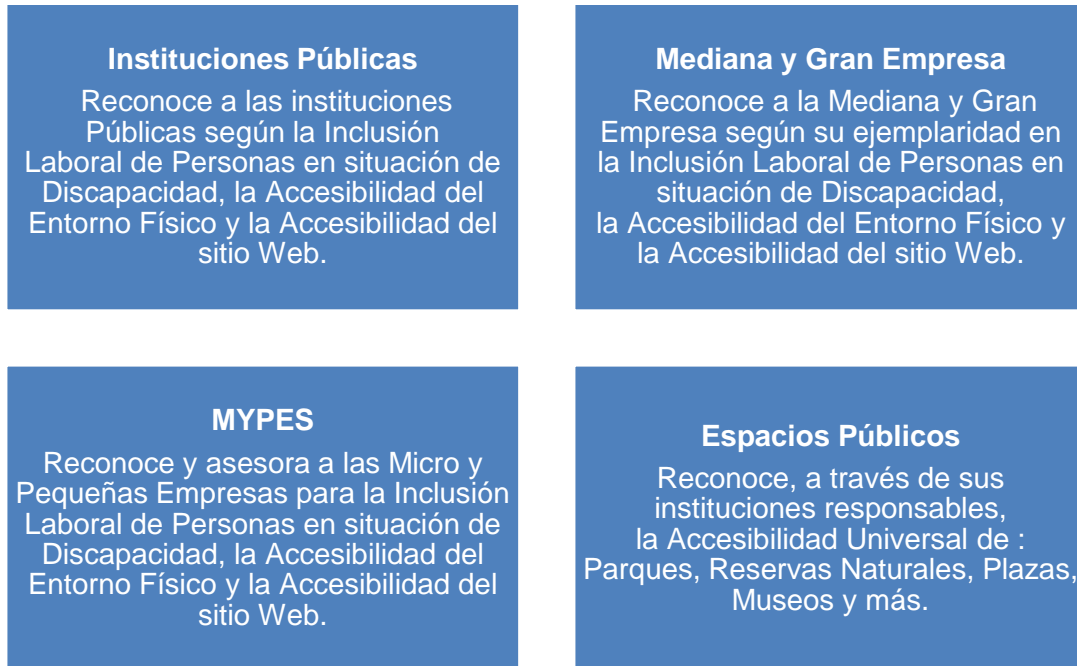 Instituciones Públicas
Reconoce a las instituciones
Públicas según la Inclusión
Laboral de Personas en situación de
Discapacidad, la Accesibilidad del
Entorno Físico y la Accesibilidad del
sitio Web.
Mediana y Gran Empresa
Reconoce a la Mediana y Gran
Empresa según su ejemplaridad en
la Inclusión Laboral de Personas en
situación de Discapacidad,
la Accesibilidad del Entorno Físico y
la Accesibilidad del sitio Web.
MYPES
Reconoce y asesora a las Micro y
Pequeñas Empresas para la Inclusión
Laboral de Personas en situación de
Discapacidad, la Accesibilidad del
Entorno Físico y la Accesibilidad del
sitio Web.
Espacios Públicos
Reconoce, a través de sus
instituciones responsables,
la Accesibilidad Universal de :
Parques, Reservas Naturales, Plazas,
Museos y más.